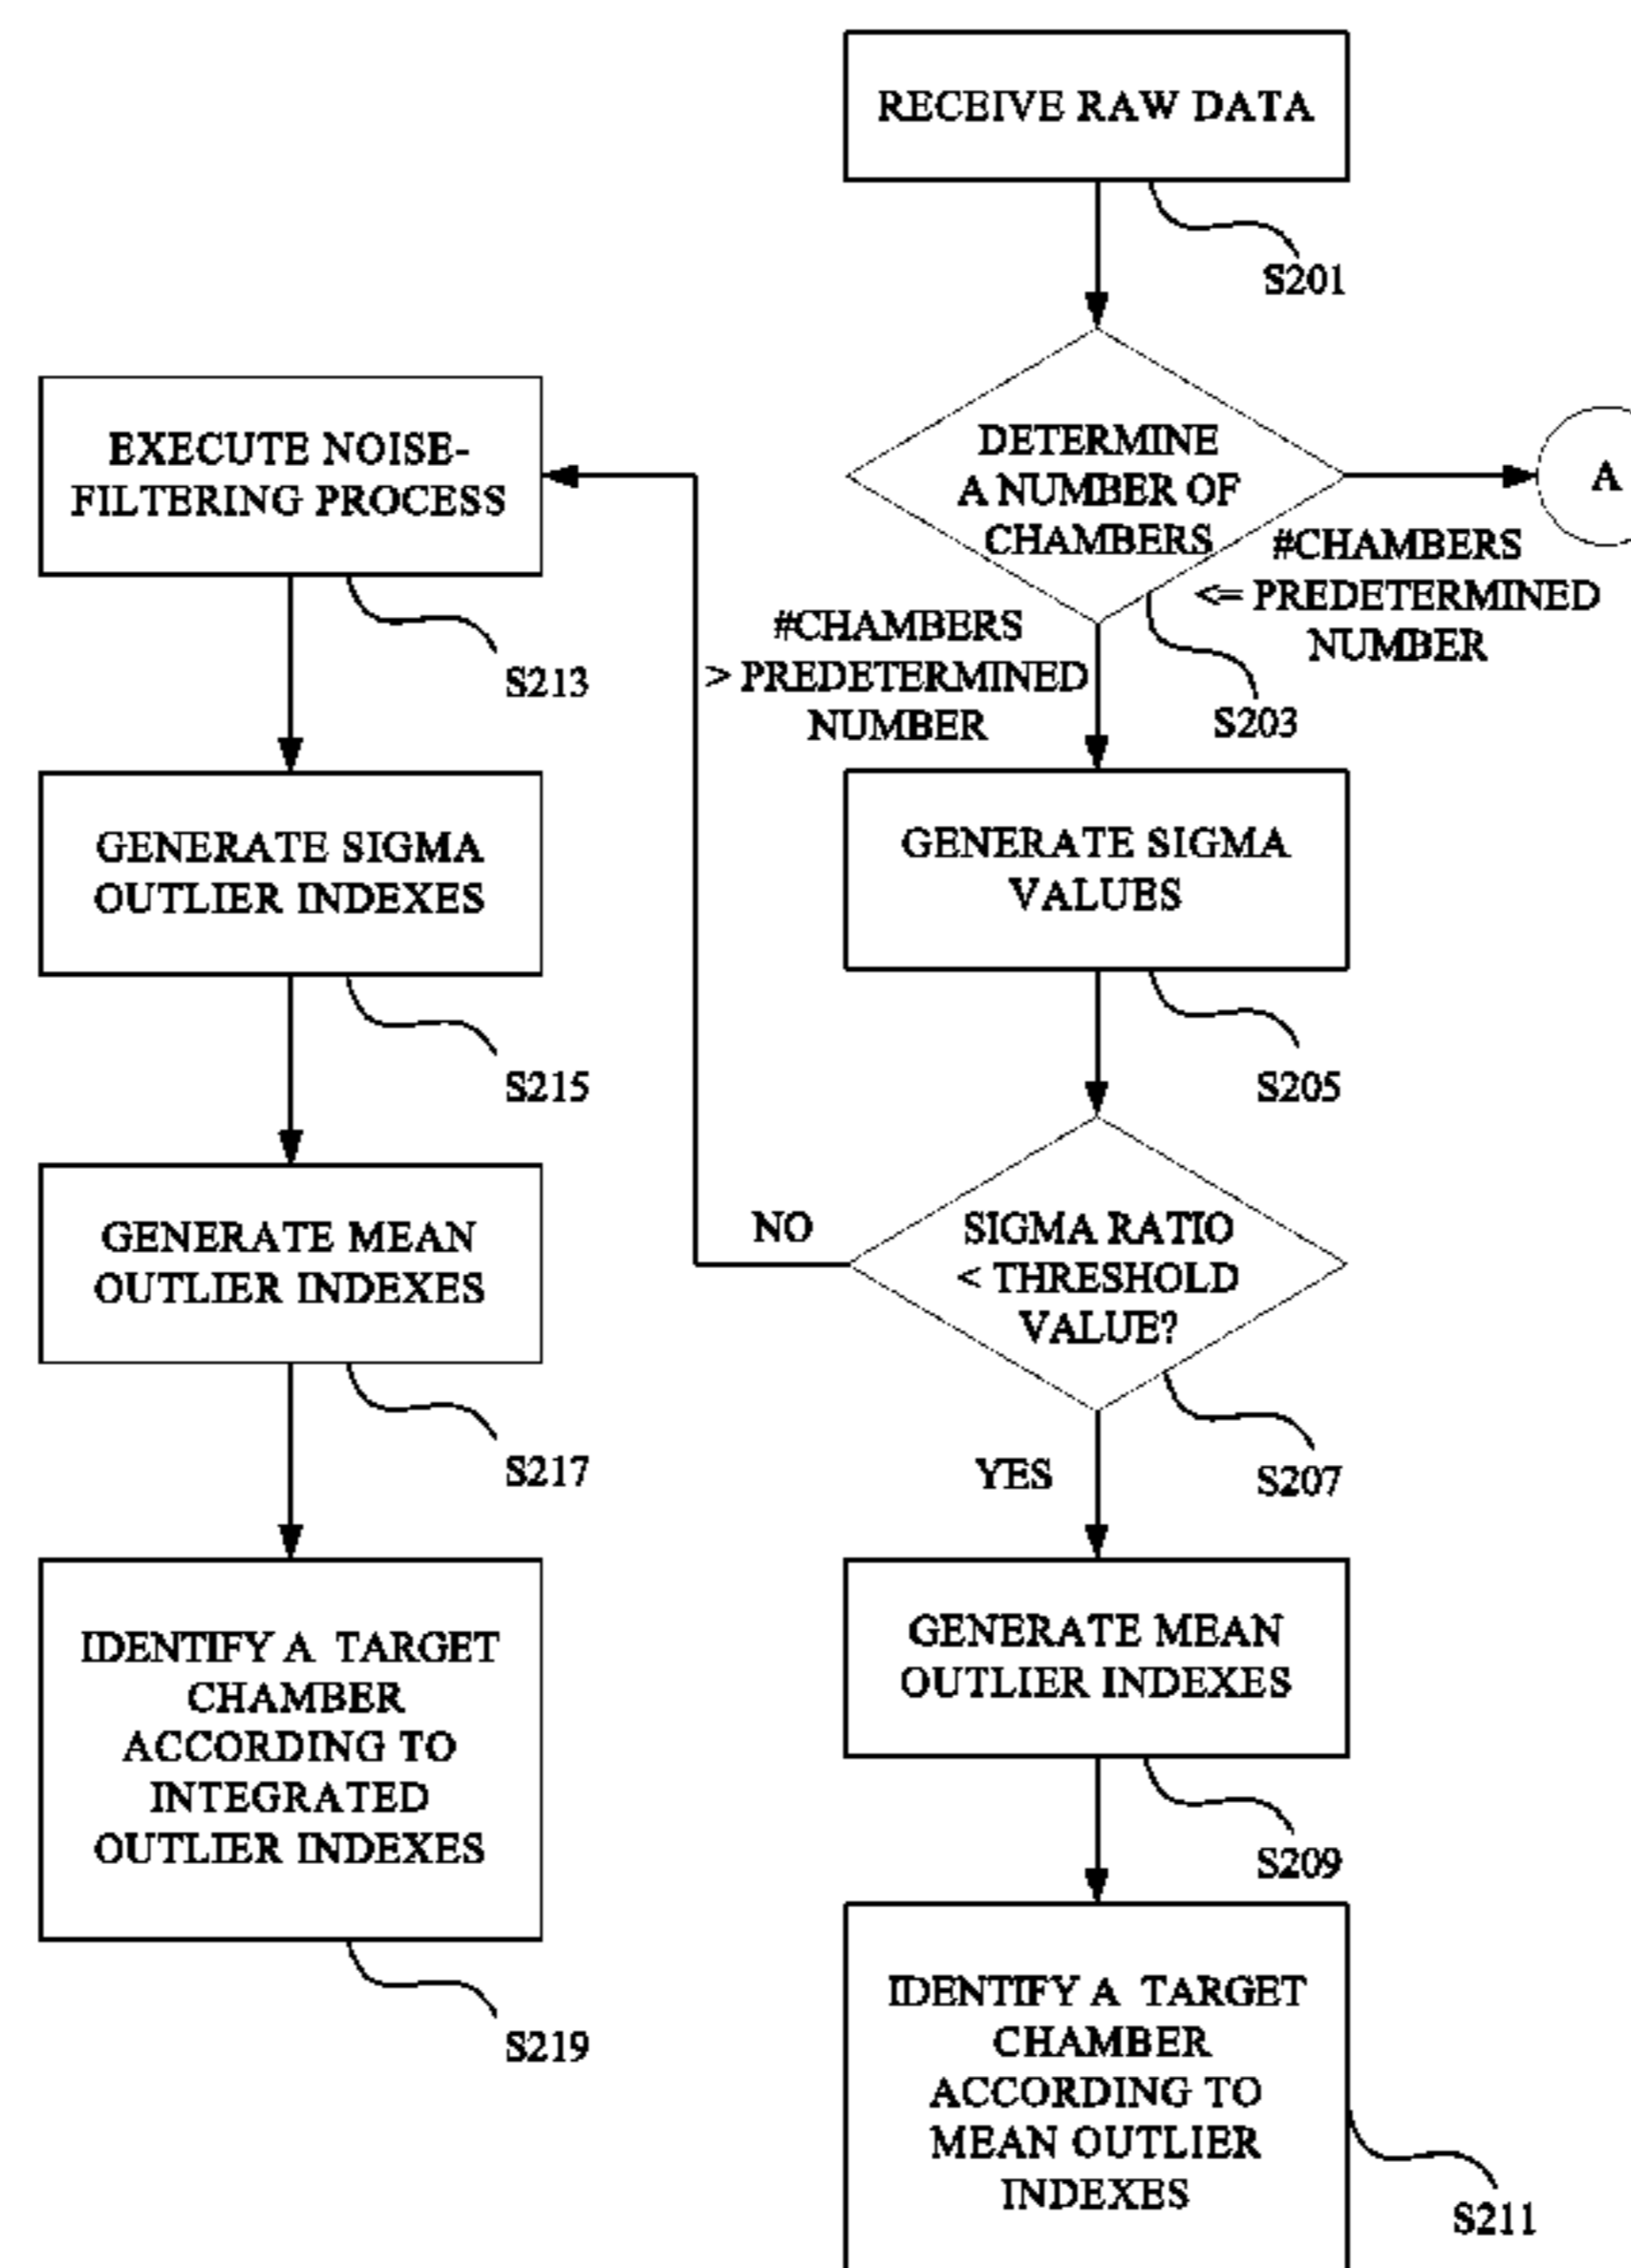 RECEIVE RAW DATA
S201
DETERMINE
A NUMBER OF
CHAMBERS
A
#CHAMBERS
<= PREDETERMINED
NUMBER
#CHAMBERS
> PREDETERMINED
NUMBER
S203
GENERATE SIGMA
VALUES
S205
SIGMA RATIO
< THRESHOLD
VALUE?
NO
YES
S207
GENERATE MEAN
OUTLIER INDEXES
S209
IDENTIFY A TARGET
CHAMBER
ACCORDING TO
MEAN OUTLIER
INDEXES
S211
EXECUTE NOISE-
FILTERING PROCESS
S213
GENERATE SIGMA
OUTLIER INDEXES
S215
GENERATE MEAN
OUTLIER INDEXES
S217
IDENTIFY A TARGET
CHAMBER
ACCORDING TO
INTEGRATED
OUTLIER INDEXES
S219